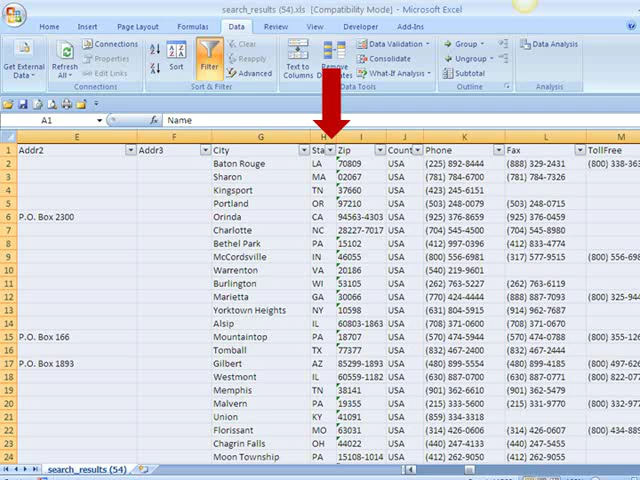 search_results (54).xls [Compatibility Mode] - Microsoft Excel
Home Insert Page Layout Formulas Data Review View Developer Add-Ins
Get External Data
Refresh All
Connections
Properties
Edit Links
Connections
Sort
Filter
Clear
Reapply
Advanced
Sort & Filter
Text to Columns
Remove
Data Validation
Consolidate
What-If Analysis
Data Tools
Group
Ungroup
Subtotal
Outline
Data Analysis
Analysis
A1 Name
E F G H I J K L M
1 Addr2 Addr3 City Sta Zip Count Phone Fax TollFree
2 Baton Rouge LA 70809 USA (225) 892-8444 (888) 329-2431 (800) 338-363
3 Sharon MA 02067 USA (781) 784-6700 (781) 784-7326
4 Kingsport TN 37660 USA (423) 245-6151
5 Portland OR 97210 USA (503) 248-0079 (503) 248-0715
6 P.O. Box 2300 Orinda CA 94563-4303 USA (925) 376-8659 (925) 376-0459
7 Charlotte NC 28227-7017 USA (704) 545-4500 (704) 545-8980
8 Bethel Park PA 15102 USA (412) 997-0396 (412) 833-4774
9 McCordsville IN 46055 USA (800) 556-6981 (317) 577-9515 (800) 556-698
10 Warrenton VA 20186 USA (540) 219-9601
11 Burlington WI 53105 USA (262) 763-5227 (262) 763-6119
12 Marietta GA 30066 USA (770) 424-4444 (888) 887-7093 (800) 325-944
13 Yorktown Heights NY 10598 USA (631) 804-5915 (914) 962-7687
14 Alsip IL 60803-1863 USA (708) 371-0600 (708) 371-0670
15 P.O. Box 166 Mountaintop PA 18707 USA (570) 474-5944 (570) 474-0788 (800) 355-126
16 Tomball TX 77377 USA (832) 467-2400 (832) 467-2444
17 P.O. Box 1893 Gilbert AZ 85299-1893 USA (480) 899-5554 (480) 899-4185 (800) 497-626
18 Westmont IL 60559-1182 USA (630) 887-0700 (630) 887-0771 (800) 822-077
19 Memphis TN 38141 USA (901) 362-6610 (901) 362-5479
20 Malvern PA 19355 USA (215) 333-5600 (215) 331-9770 (800) 332-977
21 Union KY 41091 USA (859) 334-3318
22 Florissant MO 63031 USA (314) 426-0606 (314) 426-0607 (800) 434-889
23 Chagrin Falls OH 44022 USA (440) 247-4133 (440) 247-5455
24 Moon Township PA 15108-1014 USA (412) 262-9050 (412) 262-9055
search_results (54)